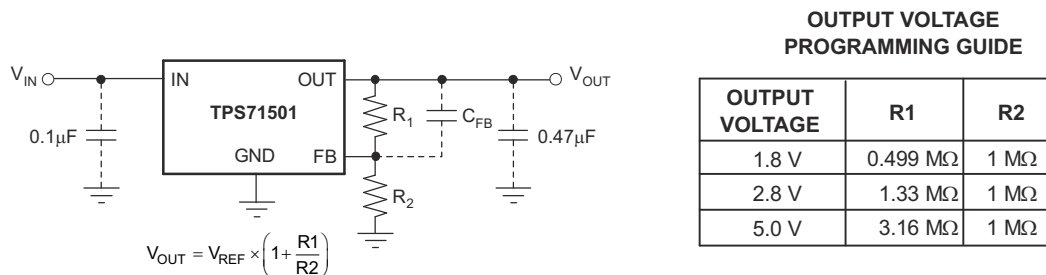 OUTPUT VOLTAGE
PROGRAMMING GUIDE
V_IN
IN
OUT
V_OUT
TPS71501
0.1μF
GND
FB
R_1
C_FB
0.47μF
R_2
V_OUT = V_REF × (1 + R1/R2)
OUTPUT VOLTAGE R1 R2
1.8 V 0.499 MΩ 1 MΩ
2.8 V 1.33 MΩ 1 MΩ
5.0 V 3.16 MΩ 1 MΩ